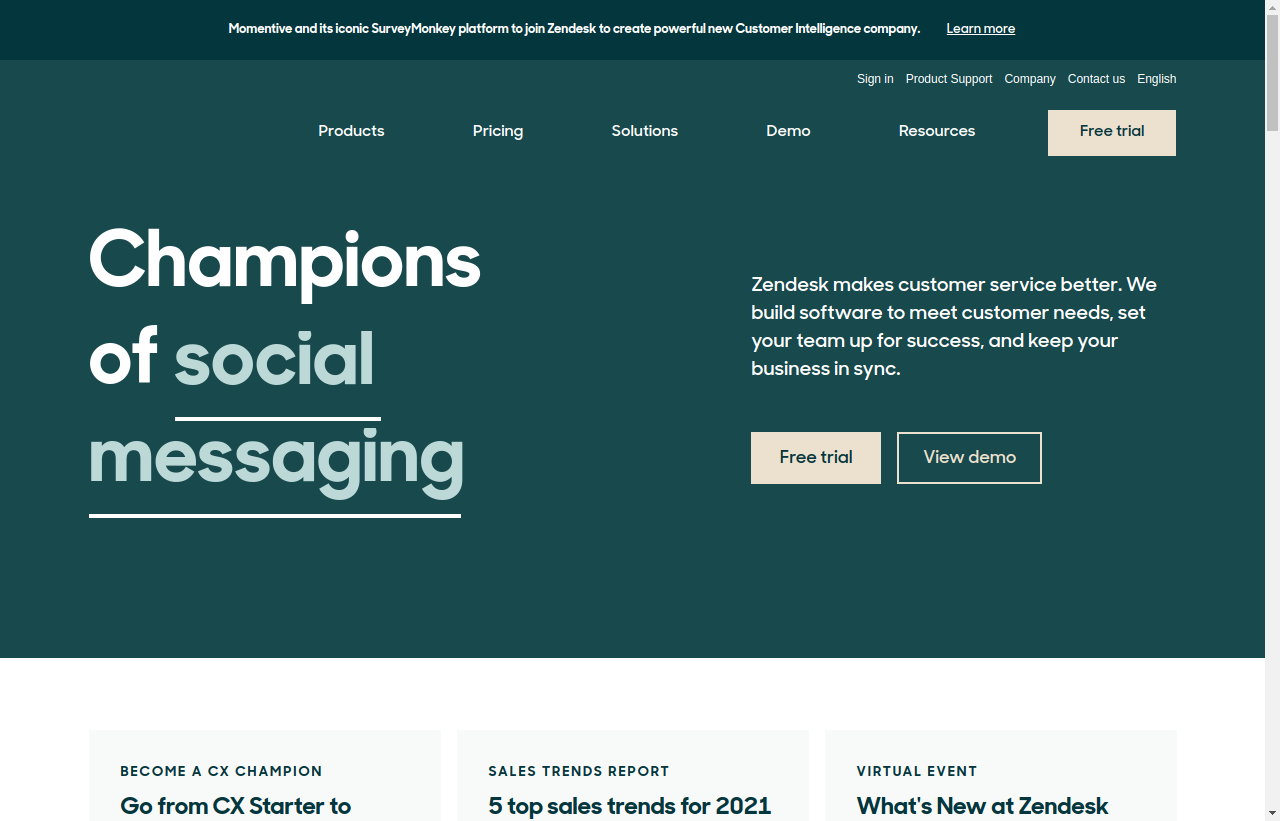 Momentive and its iconic SurveyMonkey platform to join Zendesk to create powerful new Customer Intelligence company. Learn more
Sign in Product Support Company Contact us English
Products Pricing Solutions Demo Resources Free trial
Champions
of social
messaging
Zendesk makes customer service better. We
build software to meet customer needs, set
your team up for success, and keep your
business in sync.
Free trial View demo
BECOME A CX CHAMPION
Go from CX Starter to
SALES TRENDS REPORT
5 top sales trends for 2021
VIRTUAL EVENT
What's New at Zendesk